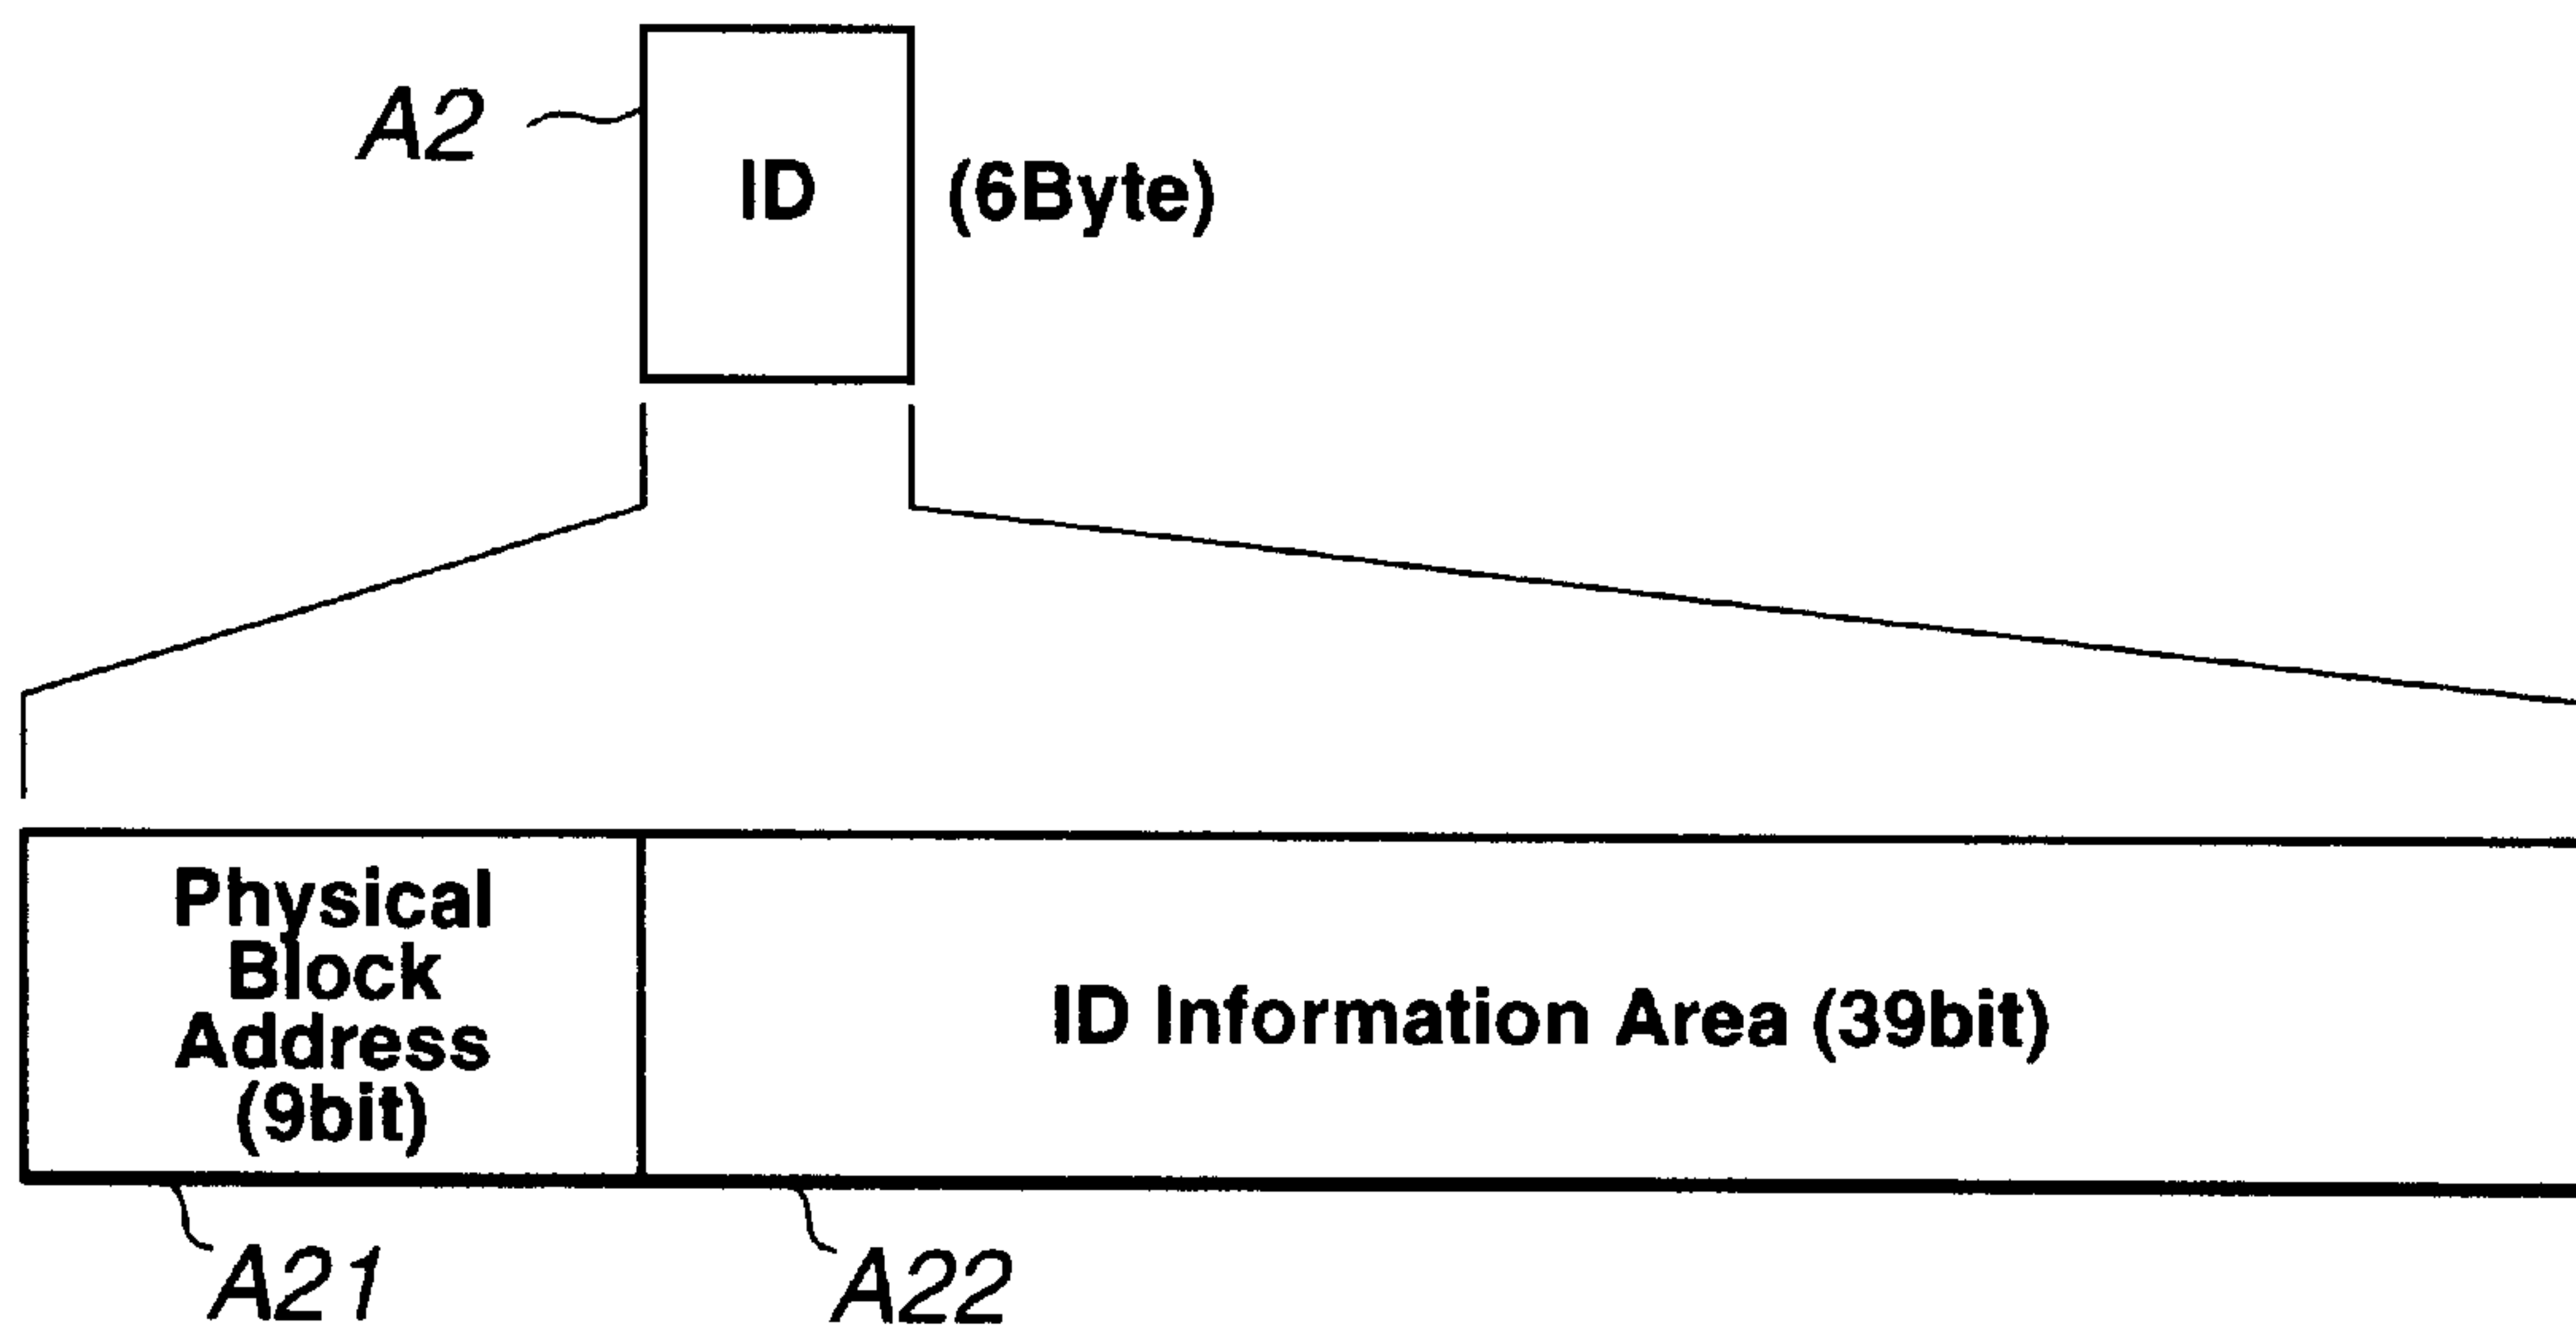 A2
ID (6Byte)
Physical
Block
Address
(9bit)
ID Information Area (39bit)
A21
A22